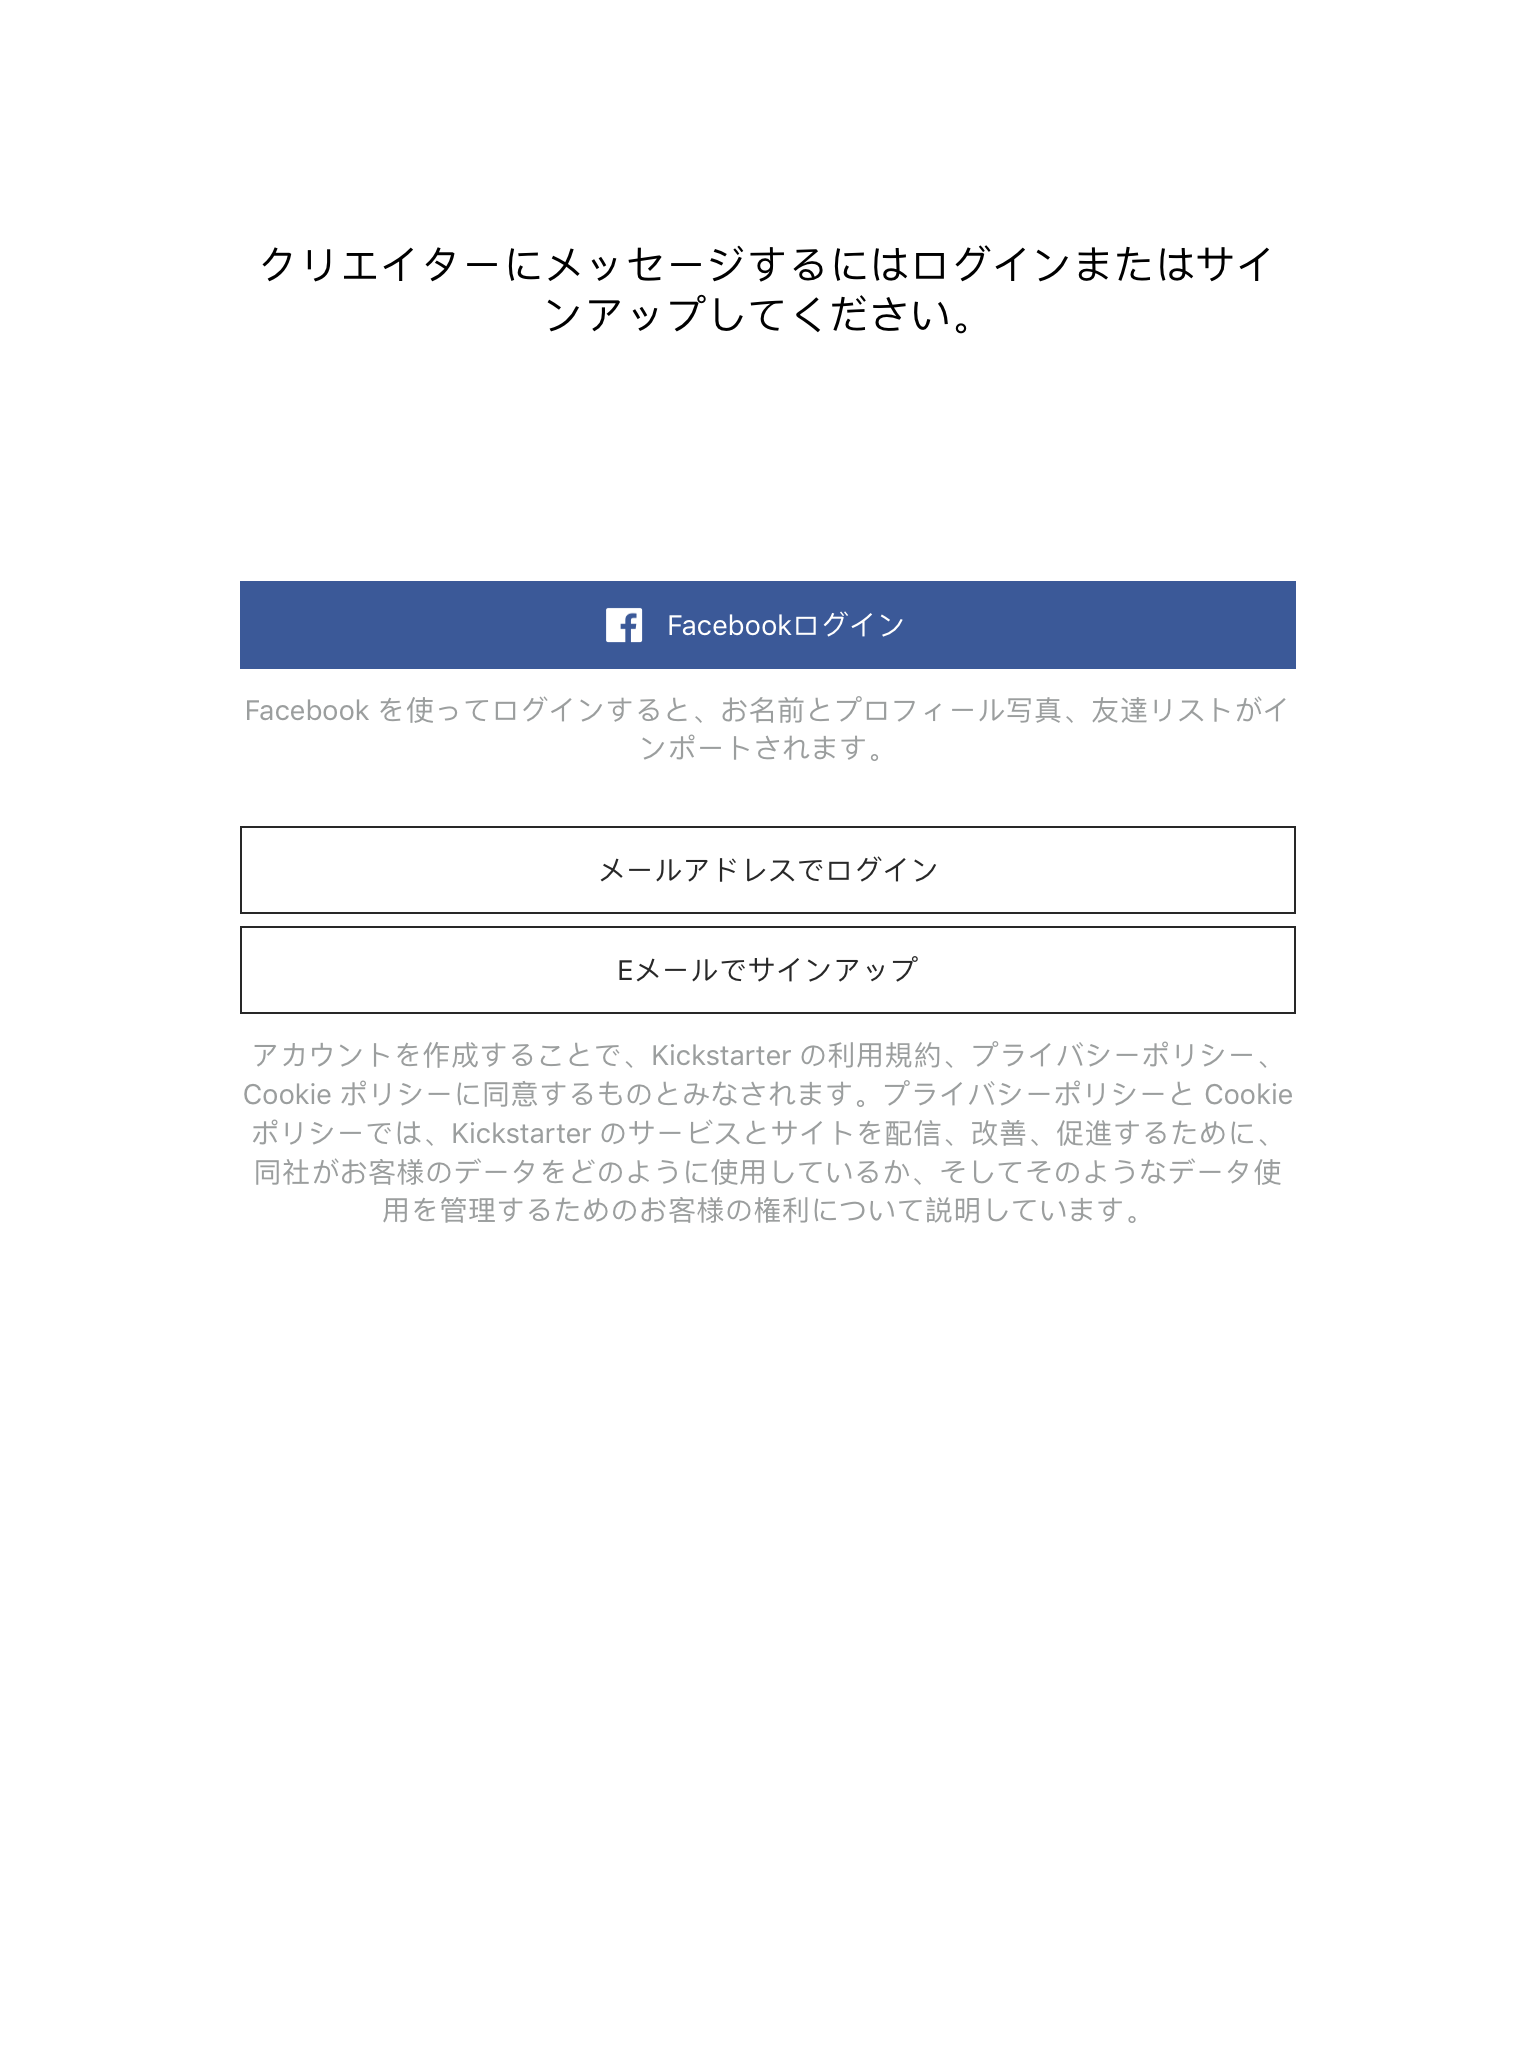 クリエイターにメッセージするにはログインまたはサイ
ンアップしてください。
Facebookログイン
Facebook を使ってログインすると、お名前とプロフィール写真、友達リストがイ
ンポートされます。
メールアドレスでログイン
Eメールでサインアップ
アカウントを作成することで、Kickstarter の利用規約、プライバシーポリシー、
Cookie ポリシーに同意するものとみなされます。プライバシーポリシーと Cookie
ポリシーでは、Kickstarter のサービスとサイトを配信、改善、促進するために、
同社がお客様のデータをどのように使用しているか、そしてそのようなデータ使
用を管理するためのお客様の権利について説明しています。